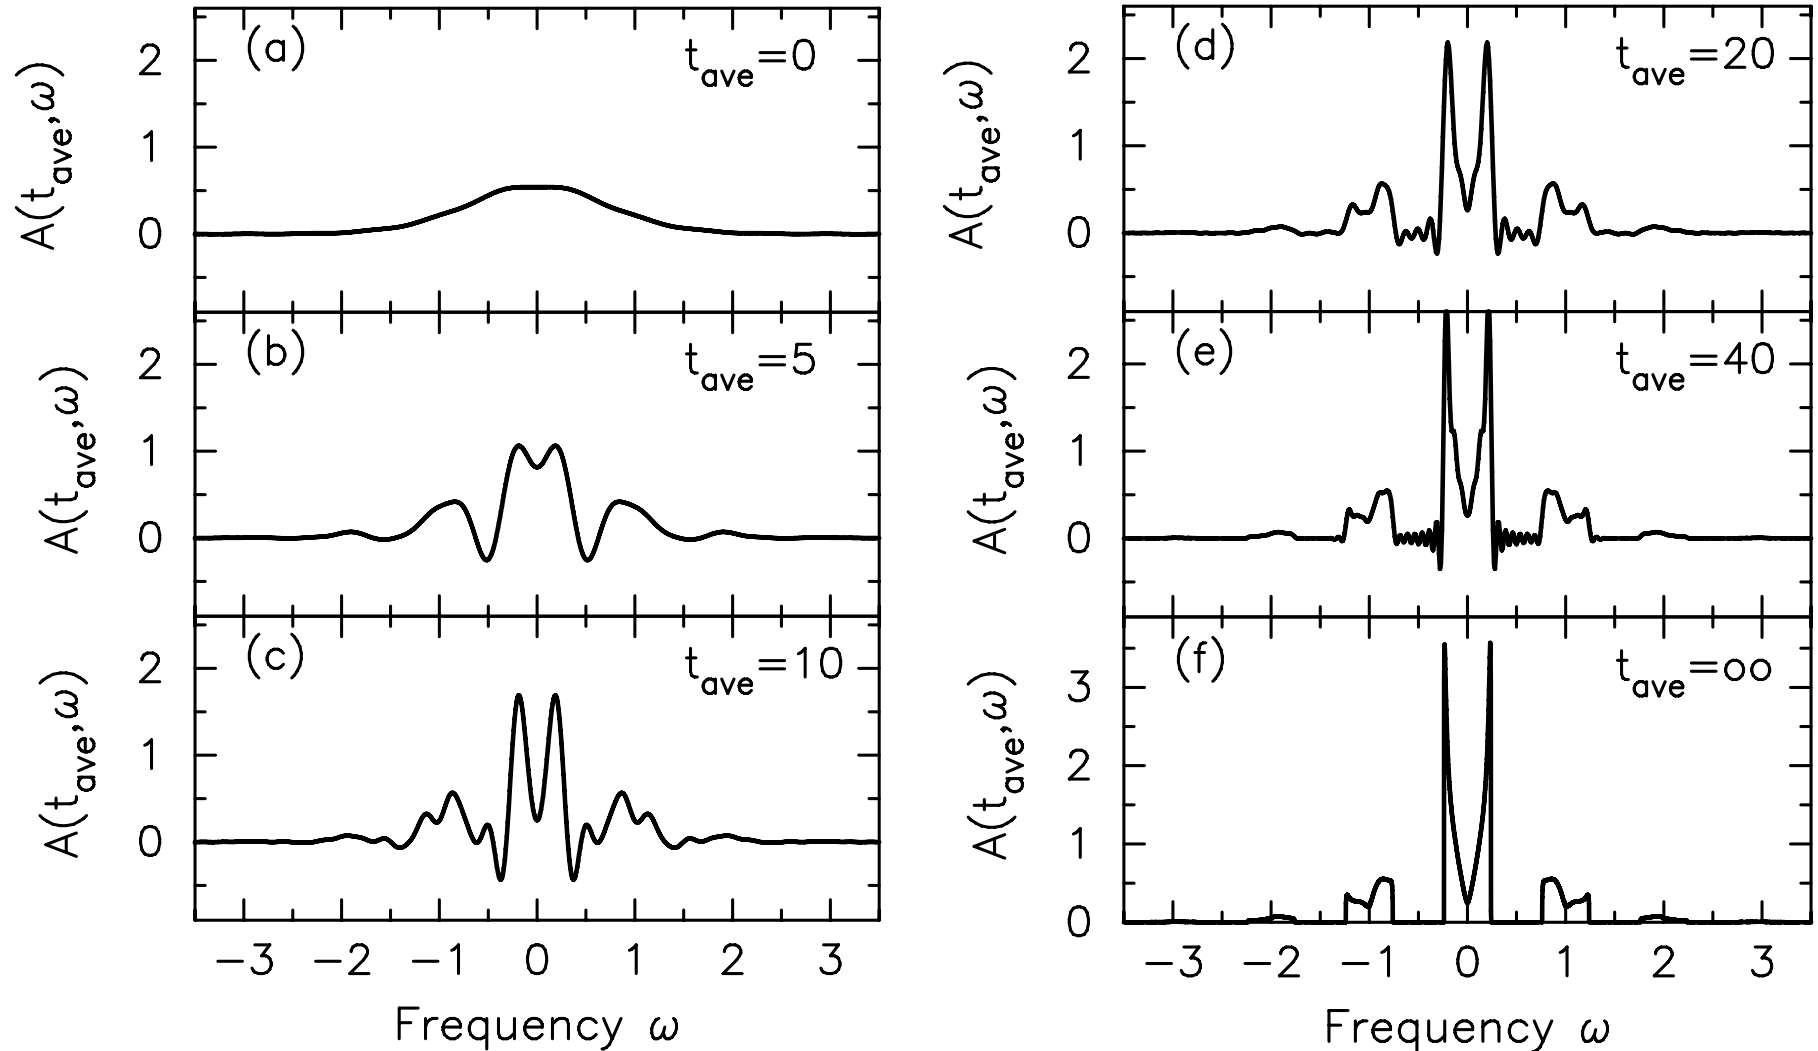 (a)
t_ave=0
A(t_ave,ω)
2
1
0
(b)
t_ave=5
A(t_ave,ω)
2
1
0
(c)
t_ave=10
A(t_ave,ω)
2
1
0
−3 −2 −1 0 1 2 3
Frequency ω
(d)
t_ave=20
A(t_ave,ω)
2
1
0
(e)
t_ave=40
A(t_ave,ω)
2
1
0
(f)
t_ave=oo
A(t_ave,ω)
3
2
1
0
−3 −2 −1 0 1 2 3
Frequency ω